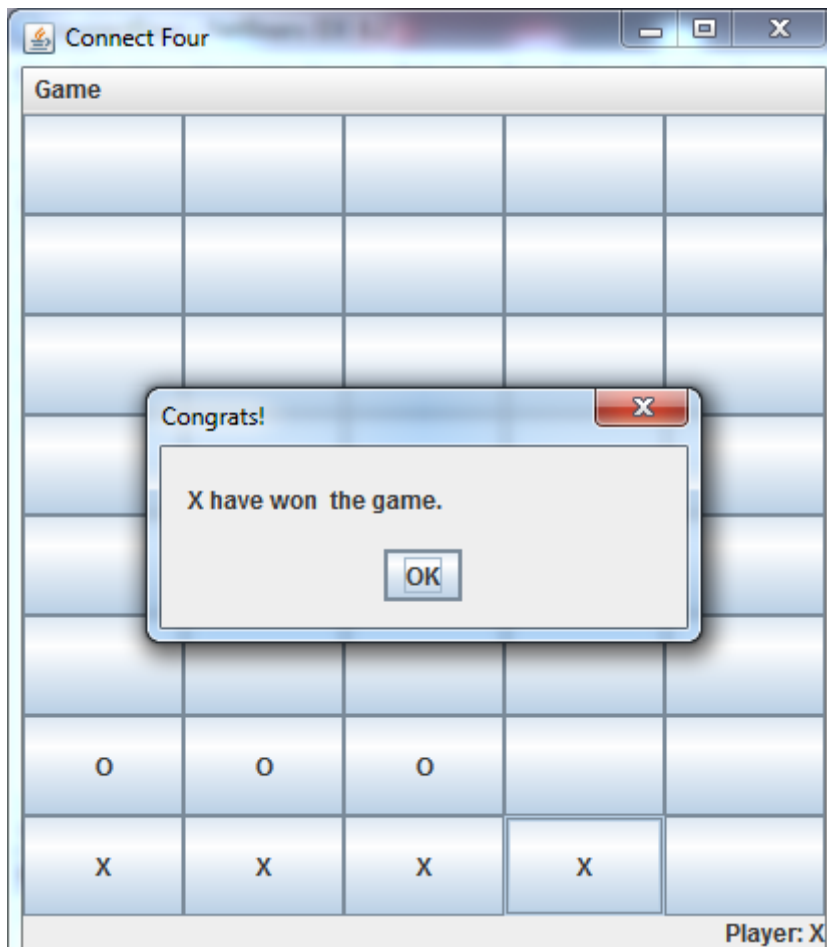 Connect Four
Game
Congrats!
X have won  the game.
OK
O O O
X X X X
Player: X